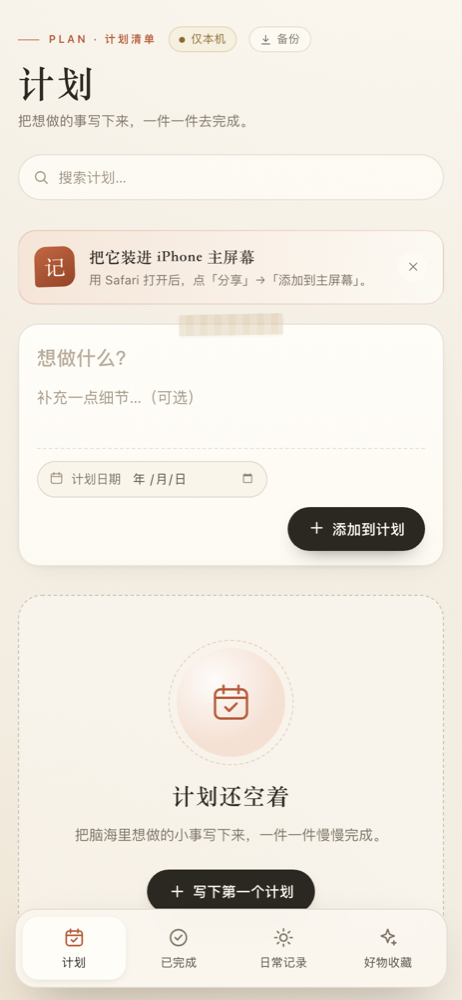 PLAN · 计划清单
仅本机
备份
计划
把想做的事写下来，一件一件去完成。
搜索计划...
记
把它装进 iPhone 主屏幕
用 Safari 打开后，点「分享」→「添加到主屏幕」。
想做什么?
补充一点细节...（可选）
计划日期 年 /月/日
+ 添加到计划
计划还空着
把脑海里想做的小事写下来，一件一件慢慢完成。
+ 写下第一个计划
计划
已完成
日常记录
好物收藏